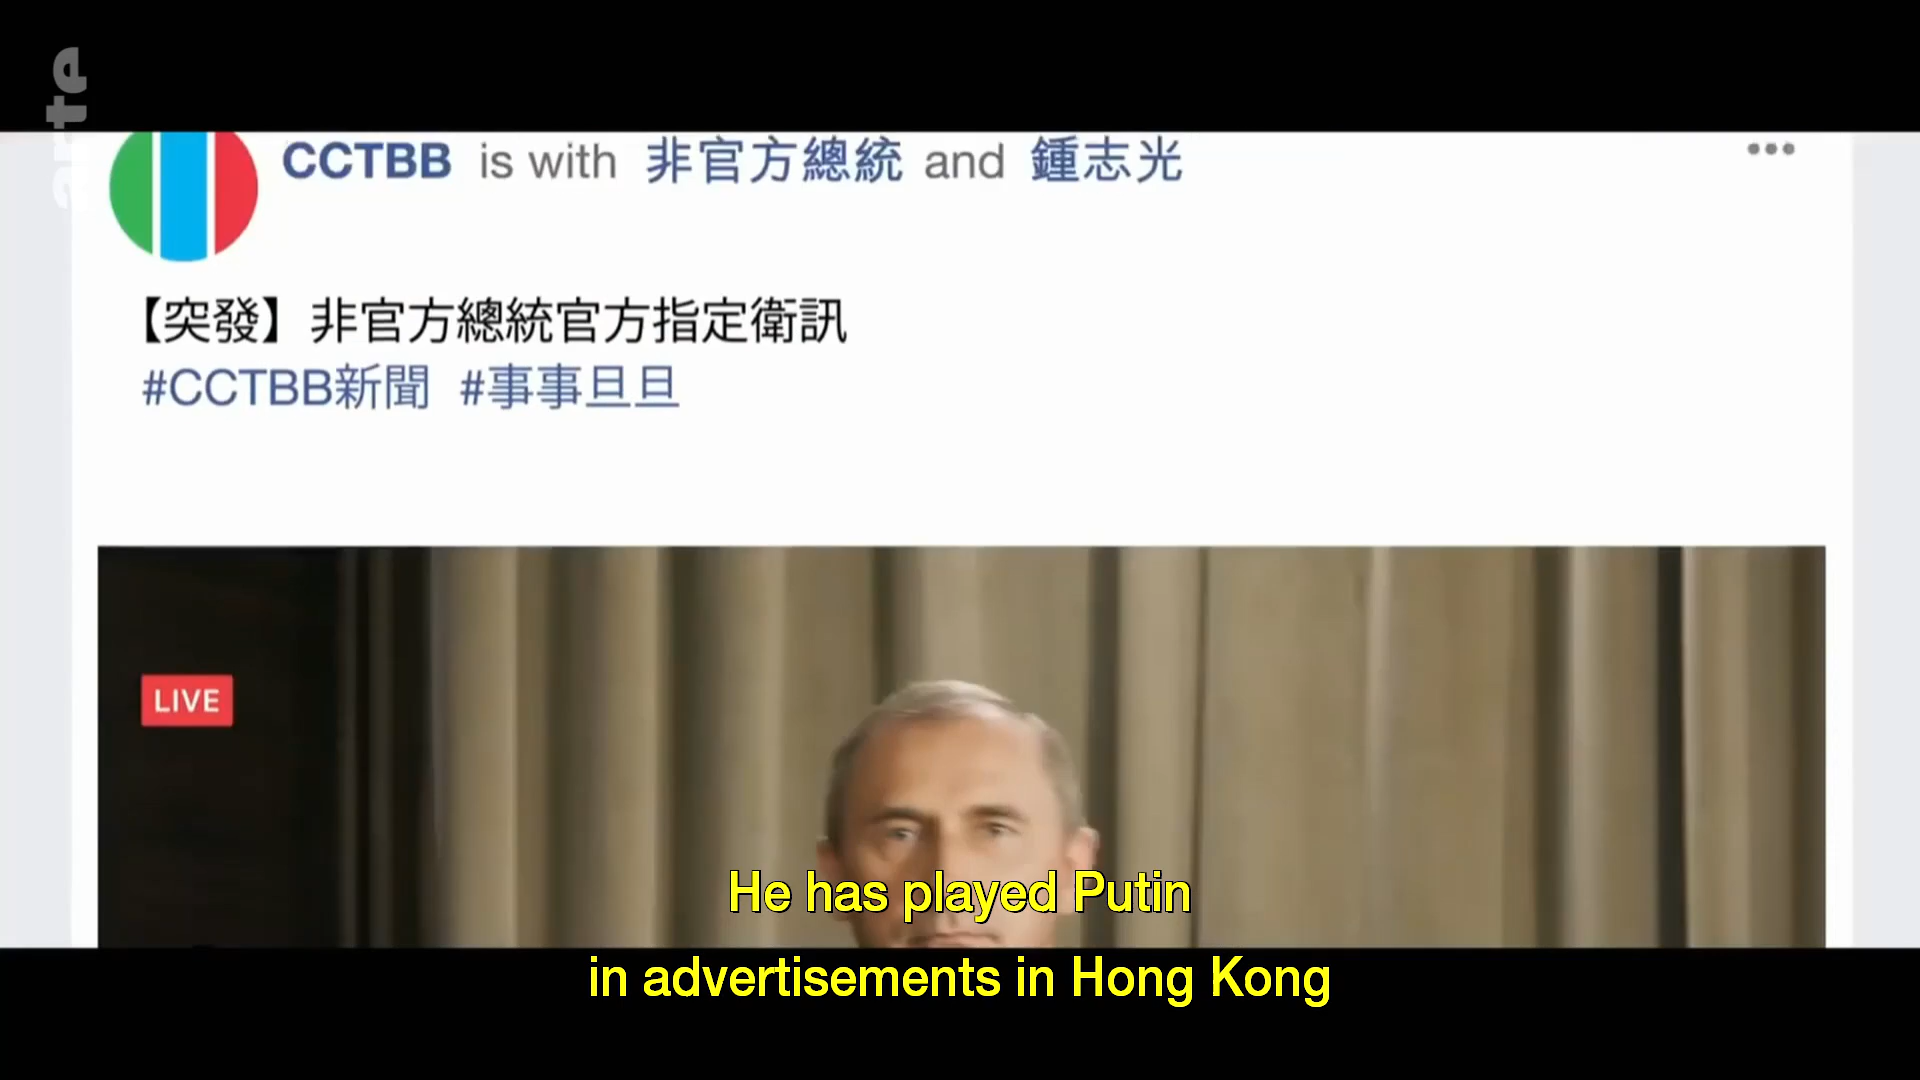 arte
CCTBB is with 非官方總統 and 鍾志光
【突發】非官方總統官方指定衛訊
#CCTBB新聞 #事事旦旦
LIVE
He has played Putin
in advertisements in Hong Kong